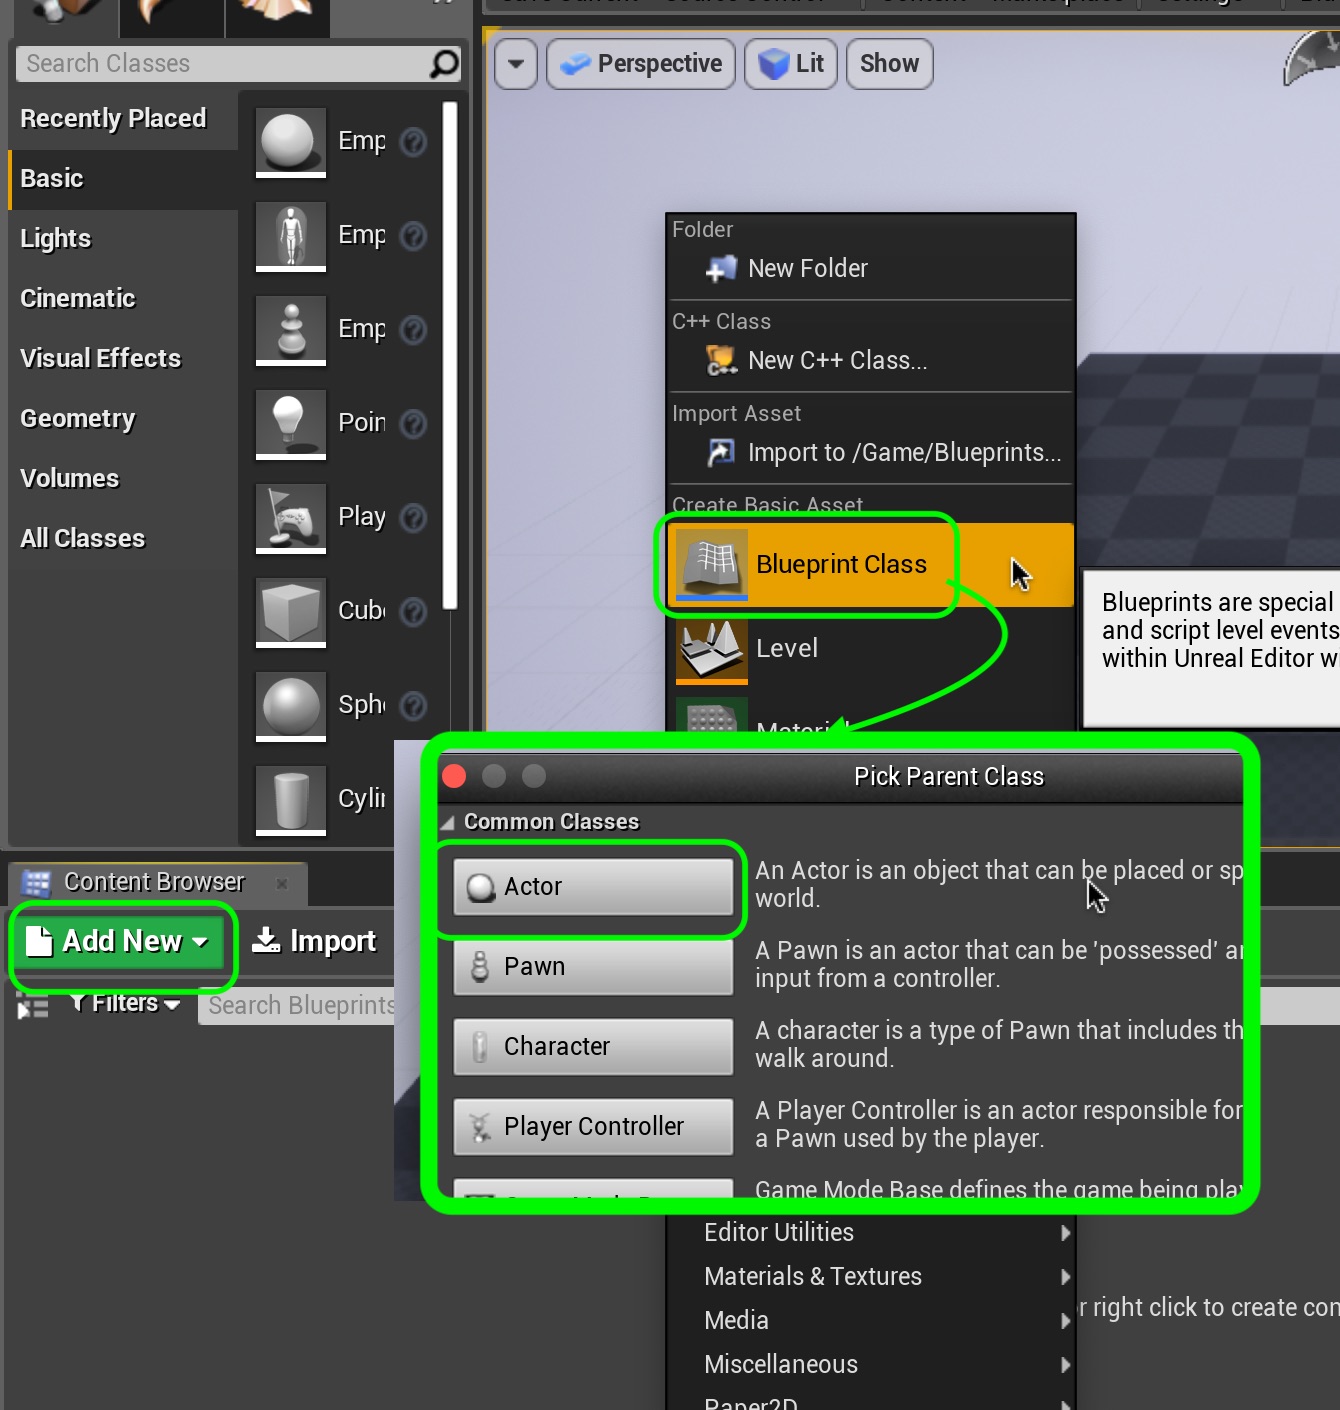 Search Classes
Recently Placed
Basic
Lights
Cinematic
Visual Effects
Geometry
Volumes
All Classes
Emp
Emp
Emp
Poin
Play
Cub
Sph
Cylin
Perspective
Lit
Show
Folder
New Folder
C++ Class
New C++ Class...
Import Asset
Import to /Game/Blueprints...
Create Basic Asset
Blueprint Class
Level
Material
Blueprints are special
and script level events
within Unreal Editor wi
Pick Parent Class
Common Classes
Actor
An Actor is an object that can be placed or sp
world.
Pawn
A Pawn is an actor that can be 'possessed' an
input from a controller.
Character
A character is a type of Pawn that includes th
walk around.
Player Controller
A Player Controller is an actor responsible for
a Pawn used by the player.
Game Mode Base defines the game being play
Content Browser
Add New
Import
Filters
Search Blueprints
Editor Utilities
Materials & Textures
Media
Miscellaneous
Paper2D
r right click to create con